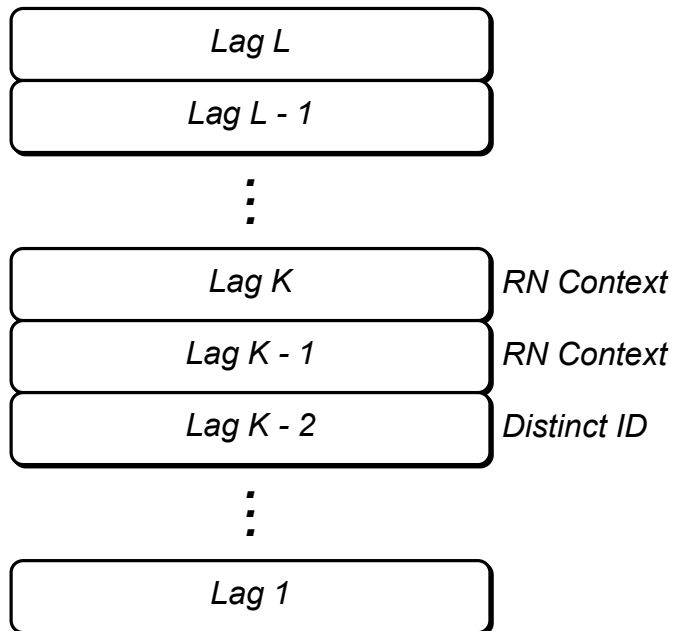 Lag L
Lag L - 1
⋮
Lag K RN Context
Lag K - 1 RN Context
Lag K - 2 Distinct ID
⋮
Lag 1